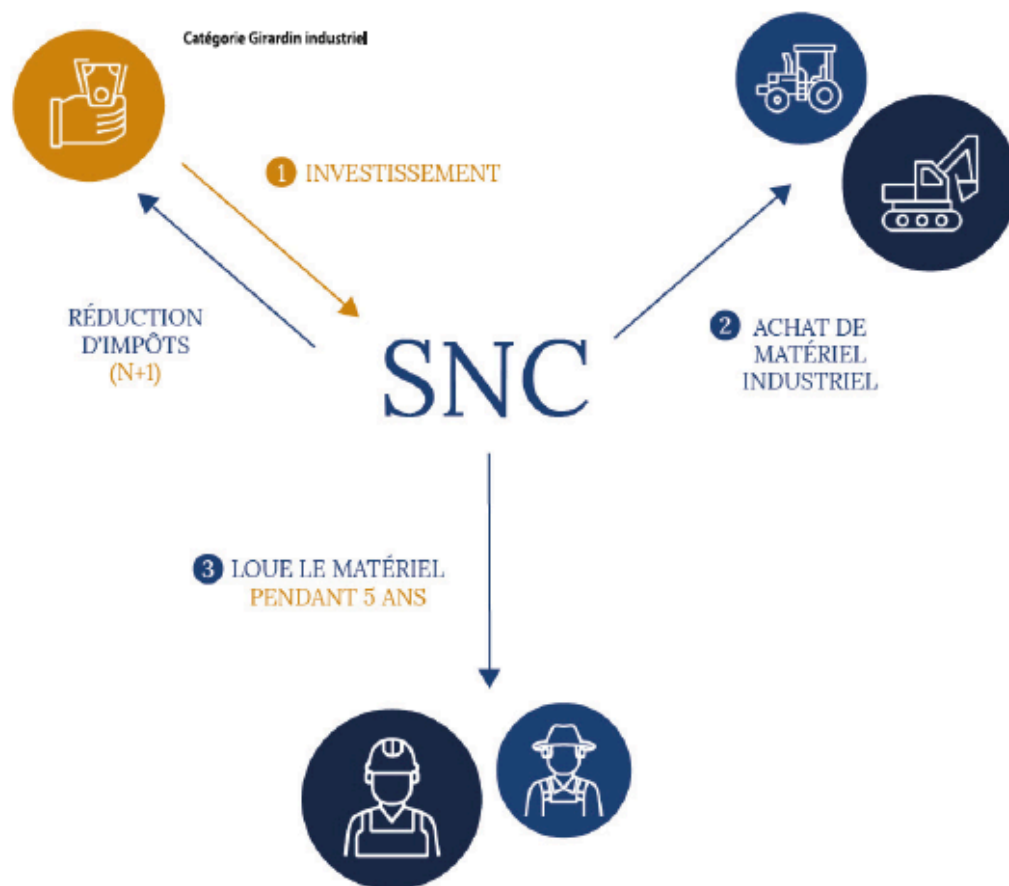 Catégorie Girardin industriel
1 INVESTISSEMENT
RÉDUCTION
D'IMPÔTS
(N+1)
SNC
2 ACHAT DE
MATÉRIEL
INDUSTRIEL
3 LOUE LE MATÉRIEL
PENDANT 5 ANS